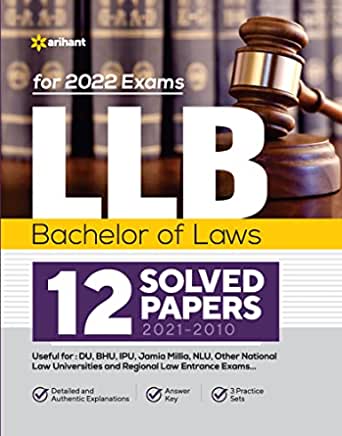 arihant
for 2022 Exams
LLB
Bachelor of Laws
12 SOLVED
PAPERS
2021-2010
Useful for : DU, BHU, IPU, Jamia Millia, NLU, Other National
Law Universities and Regional Law Entrance Exams...
Detailed and
Authentic Explanations
Answer
Key
3 Practice
Sets